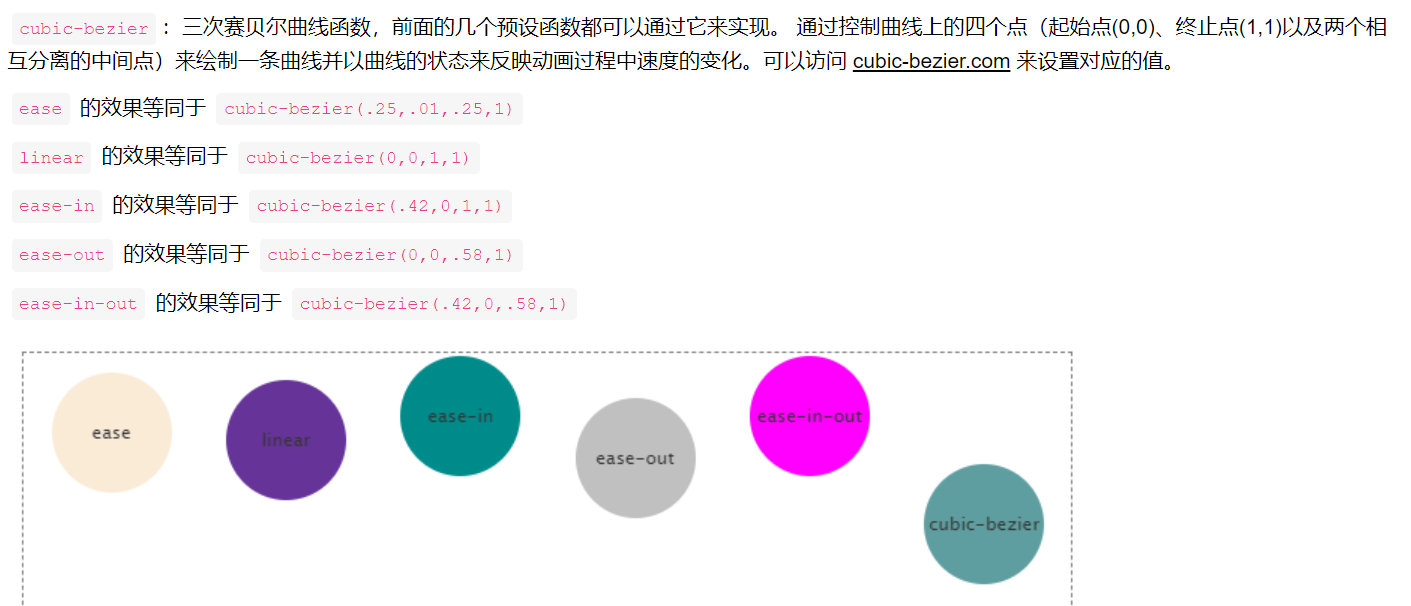 cubic-bezier ： 三次赛贝尔曲线函数，前面的几个预设函数都可以通过它来实现。 通过控制曲线上的四个点（起始点(0,0)、终止点(1,1)以及两个相
互分离的中间点）来绘制一条曲线并以曲线的状态来反映动画过程中速度的变化。可以访问 cubic-bezier.com 来设置对应的值。
ease 的效果等同于 cubic-bezier(.25,.01,.25,1)
linear 的效果等同于 cubic-bezier(0,0,1,1)
ease-in 的效果等同于 cubic-bezier(.42,0,1,1)
ease-out 的效果等同于 cubic-bezier(0,0,.58,1)
ease-in-out 的效果等同于 cubic-bezier(.42,0,.58,1)
ease
linear
ease-in
ease-out
ease-in-out
cubic-bezier